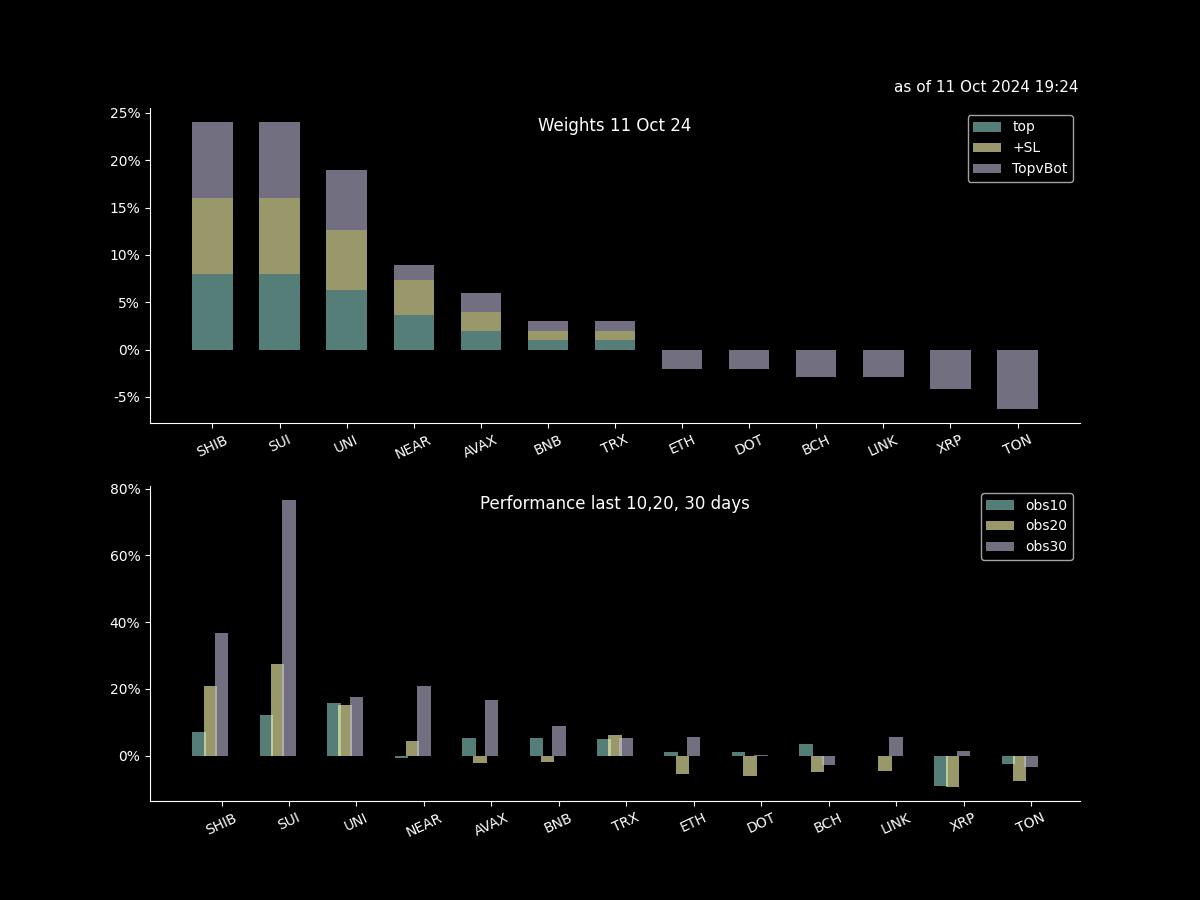 as of 11 Oct 2024 19:24
Weights 11 Oct 24
25%
20%
15%
10%
5%
0%
-5%
top
+SL
TopvBot
SHIB SUI UNI NEAR AVAX BNB TRX ETH DOT BCH LINK XRP TON
Performance last 10,20, 30 days
80%
60%
40%
20%
0%
obs10
obs20
obs30
SHIB SUI UNI NEAR AVAX BNB TRX ETH DOT BCH LINK XRP TON